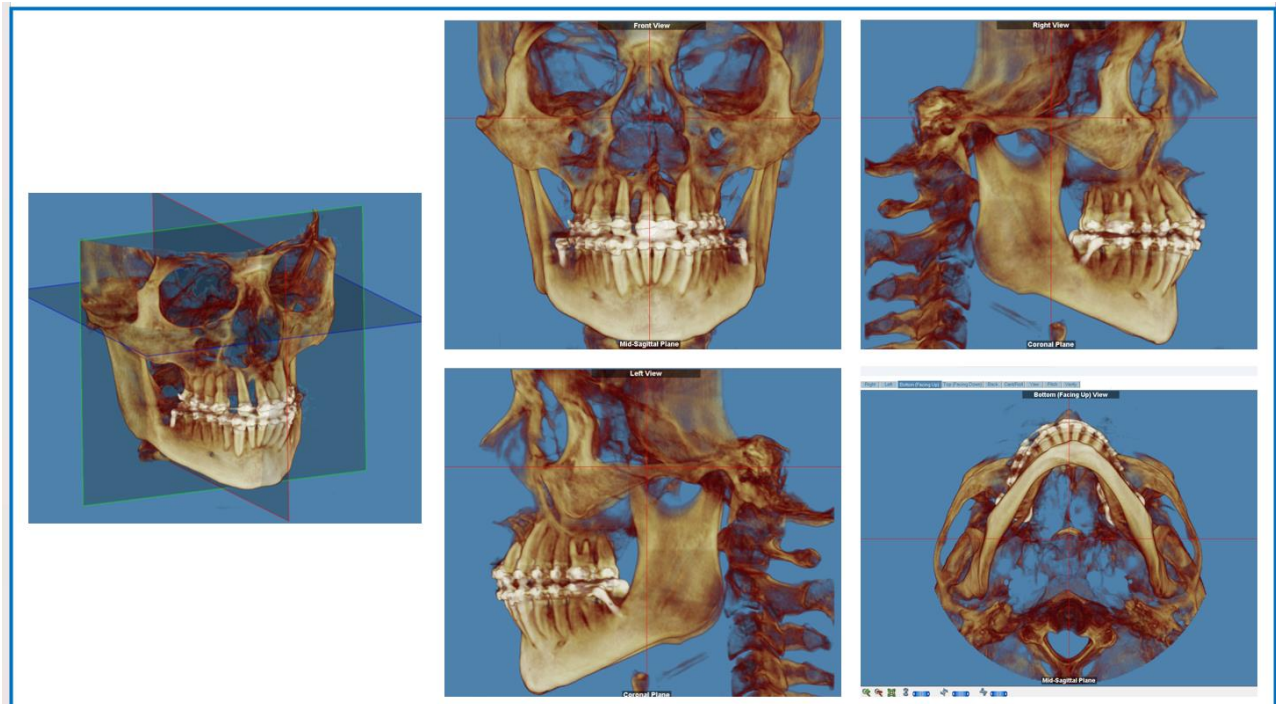 Front View
Mid-Sagittal Plane
Right View
Coronal Plane
Left View
Coronal Plane
Right Left Bottom (Facing Up) Top (Facing Down) Back
Bottom (Facing Up) View
Mid-Sagittal Plane